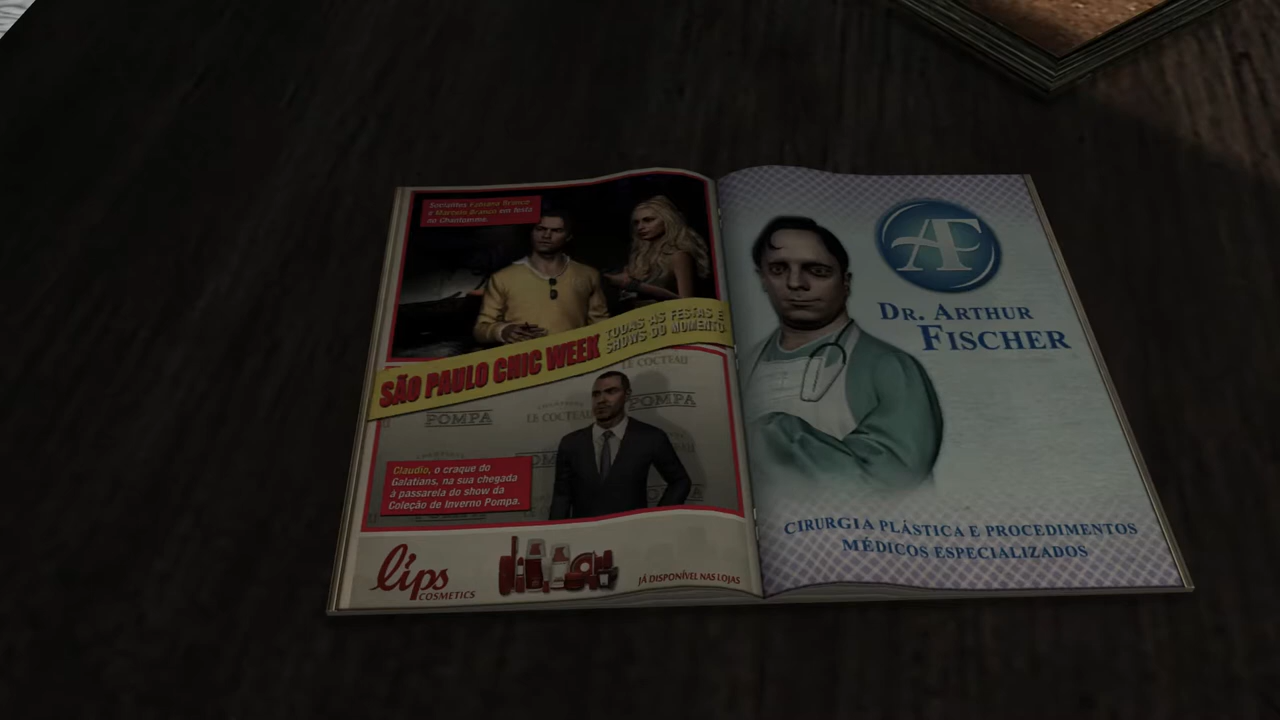 Socialites Fabiana Branco
e Marcelo Branco em festa
no Chantomme.
TODAS AS FESTAS E
SHOWS DO MOMENTO
SÃO PAULO CHIC WEEK
LE COCTEAU
POMPA
LE COCTEAU
POMPA
Claudio, o craque do
Galatians, na sua chegada
à passarela do show da
Coleção de Inverno Pompa.
lips
COSMETICS
JÁ DISPONÍVEL NAS LOJAS
AF
DR. ARTHUR
FISCHER
CIRURGIA PLÁSTICA E PROCEDIMENTOS
MÉDICOS ESPECIALIZADOS